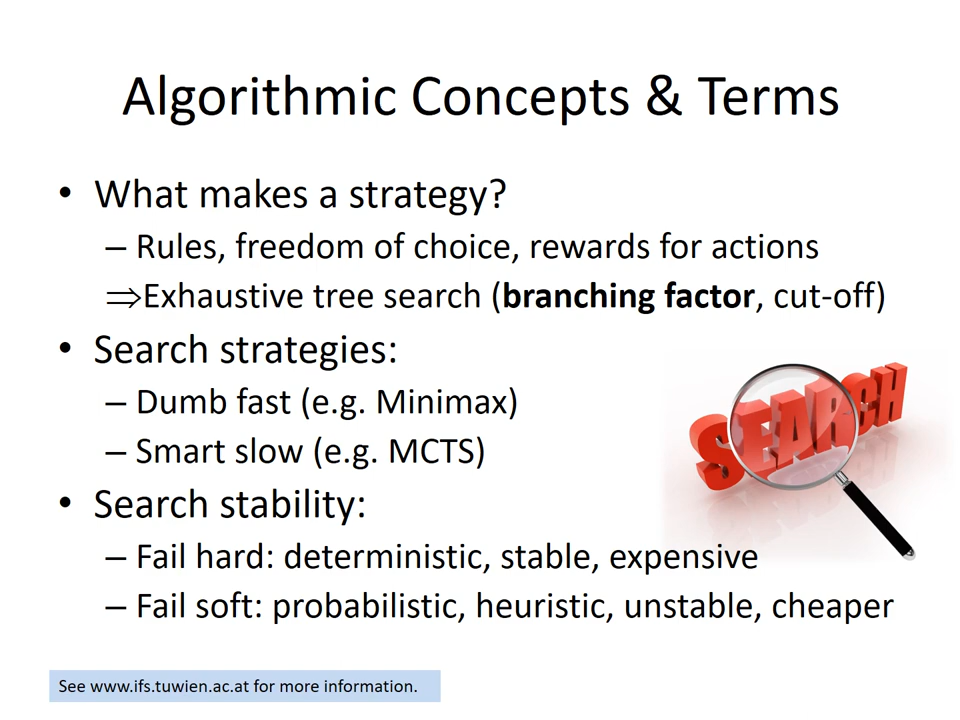 Algorithmic Concepts & Terms
• What makes a strategy?
– Rules, freedom of choice, rewards for actions
⇒Exhaustive tree search (branching factor, cut-off)
• Search strategies:
– Dumb fast (e.g. Minimax)
– Smart slow (e.g. MCTS)
SEARCH
• Search stability:
– Fail hard: deterministic, stable, expensive
– Fail soft: probabilistic, heuristic, unstable, cheaper
See www.ifs.tuwien.ac.at for more information.